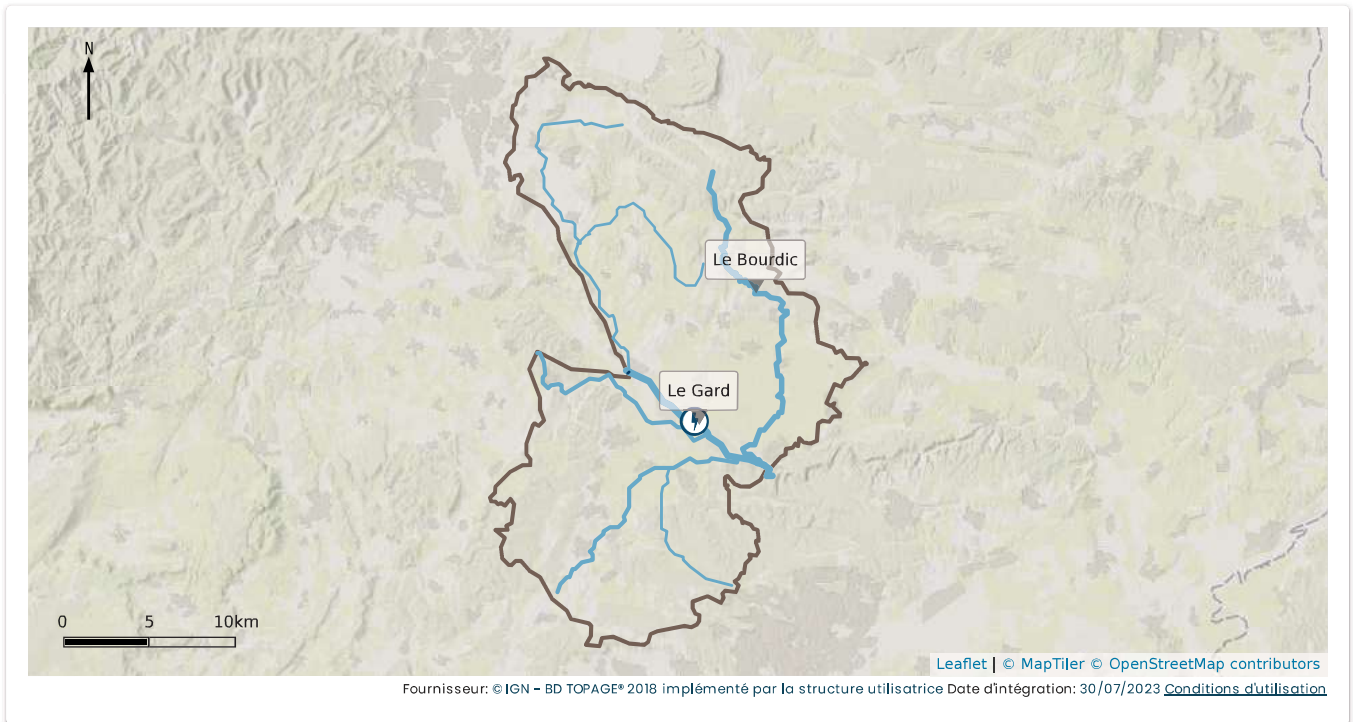 N
Le Bourdic
Le Gard
0 5 10km
Leaflet | © MapTiler © OpenStreetMap contributors
Fournisseur: © IGN - BD TOPAGE® 2018 implémenté par la structure utilisatrice Date d'intégration: 30/07/2023 Conditions d'utilisation